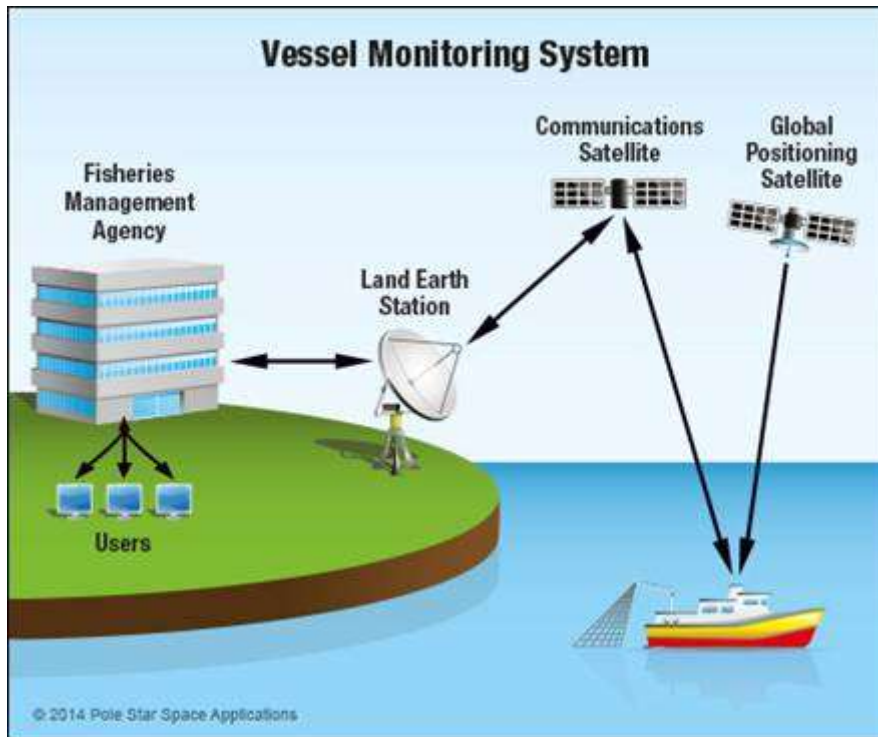 Vessel Monitoring System
Communications
Satellite
Global
Positioning
Satellite
Fisheries
Management
Agency
Land Earth
Station
Users
© 2014 Pole Star Space Applications